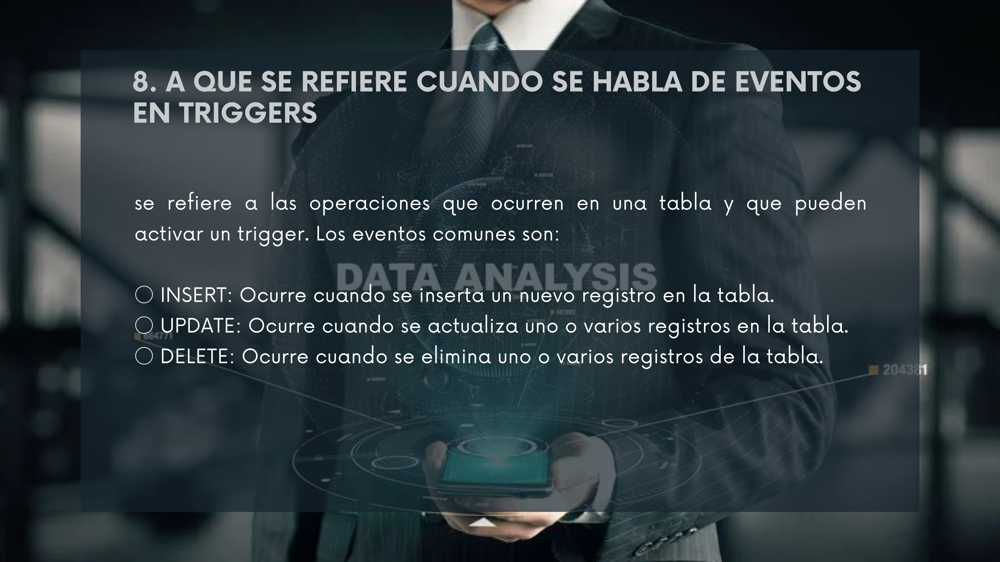 8. A QUE SE REFIERE CUANDO SE HABLA DE EVENTOS
EN TRIGGERS
se refiere a las operaciones que ocurren en una tabla y que pueden
activar un trigger. Los eventos comunes son:
DATA ANALYSIS
INSERT: Ocurre cuando se inserta un nuevo registro en la tabla.
UPDATE: Ocurre cuando se actualiza uno o varios registros en la tabla.
664771
DELETE: Ocurre cuando se elimina uno o varios registros de la tabla.
204381